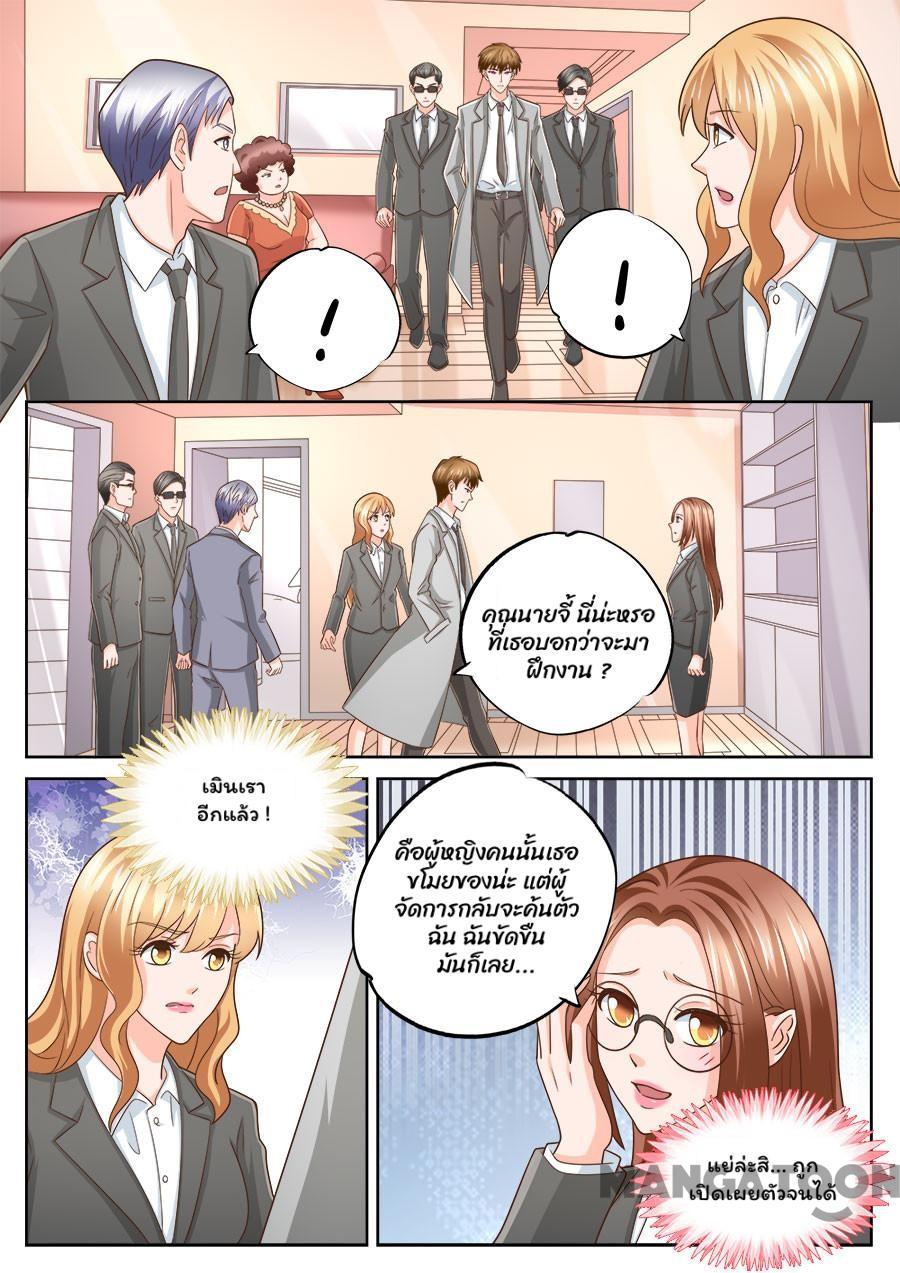 !
!
คุณนายจี้ นี่น่ะหรอ
ที่เธอบอกว่าจะมา
ฝึกงาน ?
เมินเรา
อีกแล้ว !
คือผู้หญิงคนนั้นเธอ
ขโมยของน่ะ แต่ผู้
จัดการกลับจะค้นตัว
ฉัน ฉันขัดขืน
มันก็เลย...
แย่ล่ะสิ... ถูก
เปิดเผยตัวจนได้
MANGATOON